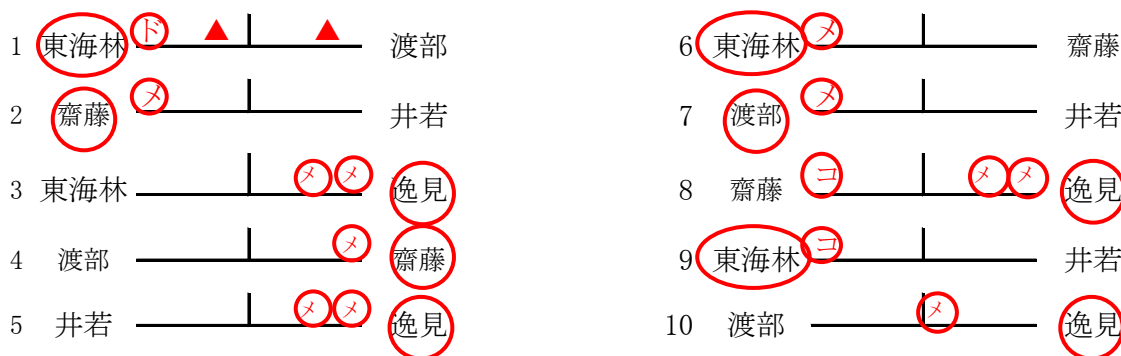 1 東海林 ド ▲ ▲ 渡部
2 齋藤 メ 井若
3 東海林 メ メ 逸見
4 渡部 メ 齋藤
5 井若 メ メ 逸見
6 東海林 メ 齋藤
7 渡部 メ 井若
8 齋藤 コ メ メ 逸見
9 東海林 コ 井若
10 渡部 メ 逸見